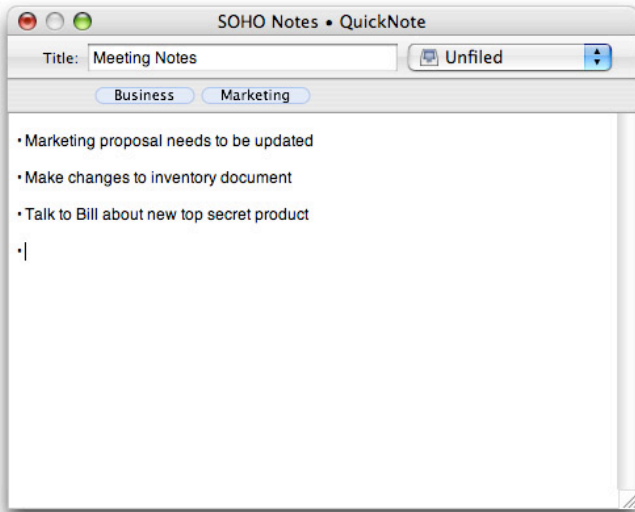 SOHO Notes • QuickNote
Title: Meeting Notes Unfiled
Business Marketing
• Marketing proposal needs to be updated
• Make changes to inventory document
• Talk to Bill about new top secret product
•